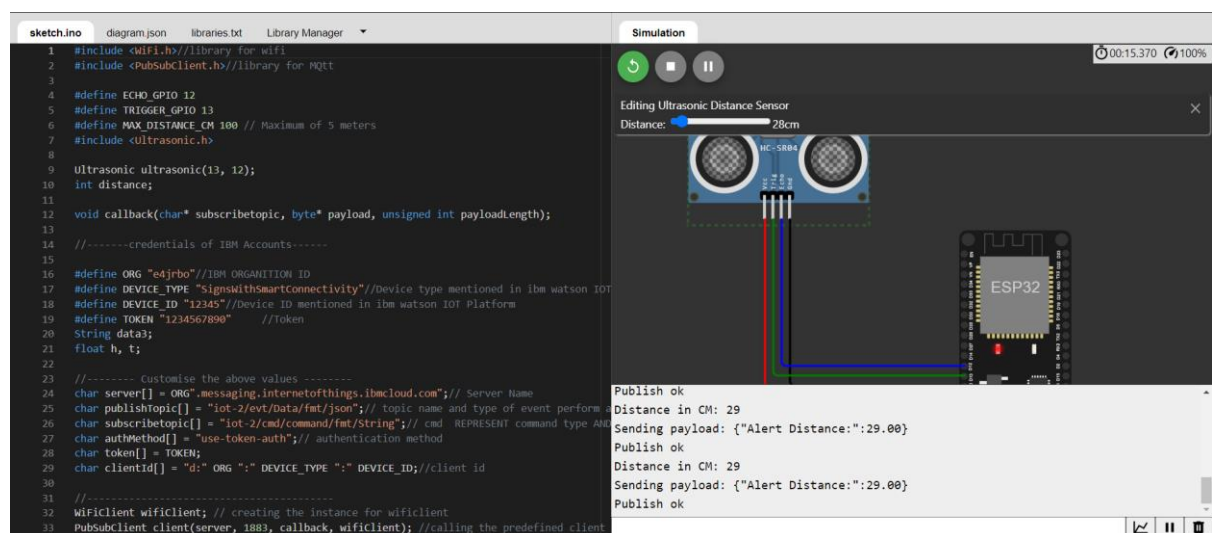 sketch.ino diagram.json libraries.txt Library Manager
1 #include <WiFi.h>//library for wifi
2 #include <PubSubClient.h>//library for MQtt
3
4 #define ECHO_GPIO 12
5 #define TRIGGER_GPIO 13
6 #define MAX_DISTANCE_CM 100 // Maximum of 5 meters
7 #include <Ultrasonic.h>
8
9 Ultrasonic ultrasonic(13, 12);
10 int distance;
11
12 void callback(char* subscribetopic, byte* payload, unsigned int payloadLength);
13
14 //-------credentials of IBM Accounts------
15
16 #define ORG "e4jrbo"//IBM ORGANITION ID
17 #define DEVICE_TYPE "SignsWithSmartConnectivity"//Device type mentioned in ibm watson IOT
18 #define DEVICE_ID "12345"//Device ID mentioned in ibm watson IOT Platform
19 #define TOKEN "1234567890" //Token
20 String data3;
21 float h, t;
22
23 //-------- Customise the above values --------
24 char server[] = ORG".messaging.internetofthings.ibmcloud.com";// Server Name
25 char publishTopic[] = "iot-2/evt/Data/fmt/json";// topic name and type of event perform a
26 char subscribetopic[] = "iot-2/cmd/command/fmt/String";// cmd REPRESENT command type AND
27 char authMethod[] = "use-token-auth";// authentication method
28 char token[] = TOKEN;
29 char clientId[] = "d:" ORG ":" DEVICE_TYPE ":" DEVICE_ID;//client id
30
31 //-----------------------------------------
32 WiFiClient wifiClient; // creating the instance for wificlient
33 PubSubClient client(server, 1883, callback, wifiClient); //calling the predefined client
Simulation
00:15.370 100%
Editing Ultrasonic Distance Sensor
Distance: 28cm
HC-SR04
Vcc Trig Echo Gnd
ESP32
Publish ok
Distance in CM: 29
Sending payload: {"Alert Distance:":29.00}
Publish ok
Distance in CM: 29
Sending payload: {"Alert Distance:":29.00}
Publish ok